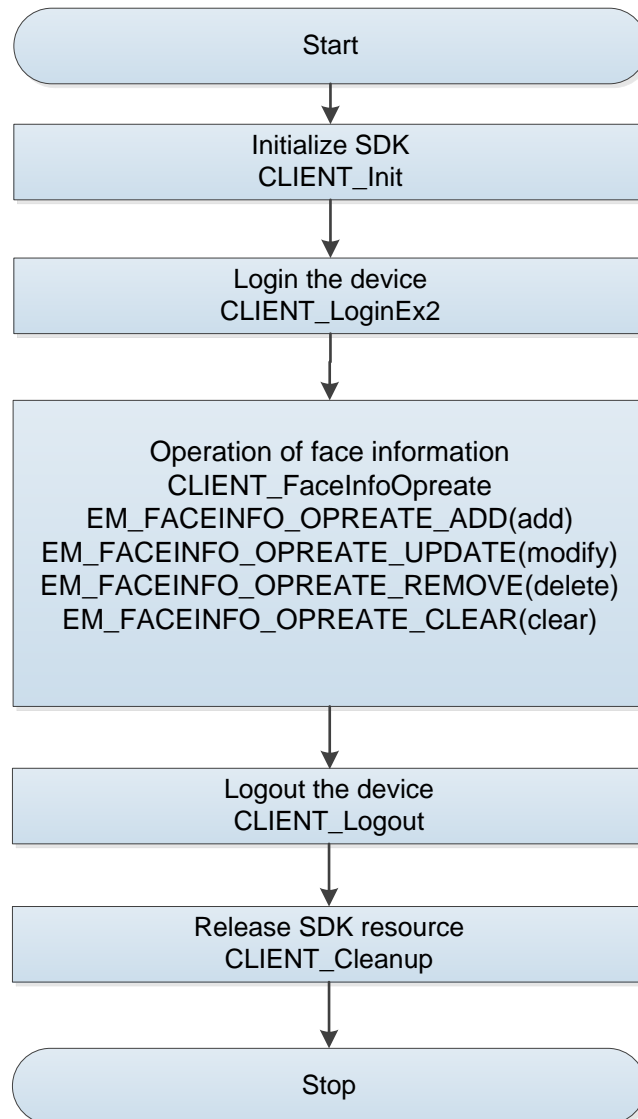 Start
Initialize SDK
CLIENT_Init
Login the device
CLIENT_LoginEx2
Operation of face information
CLIENT_FaceInfoOpreate
EM_FACEINFO_OPREATE_ADD(add)
EM_FACEINFO_OPREATE_UPDATE(modify)
EM_FACEINFO_OPREATE_REMOVE(delete)
EM_FACEINFO_OPREATE_CLEAR(clear)
Logout the device
CLIENT_Logout
Release SDK resource
CLIENT_Cleanup
Stop